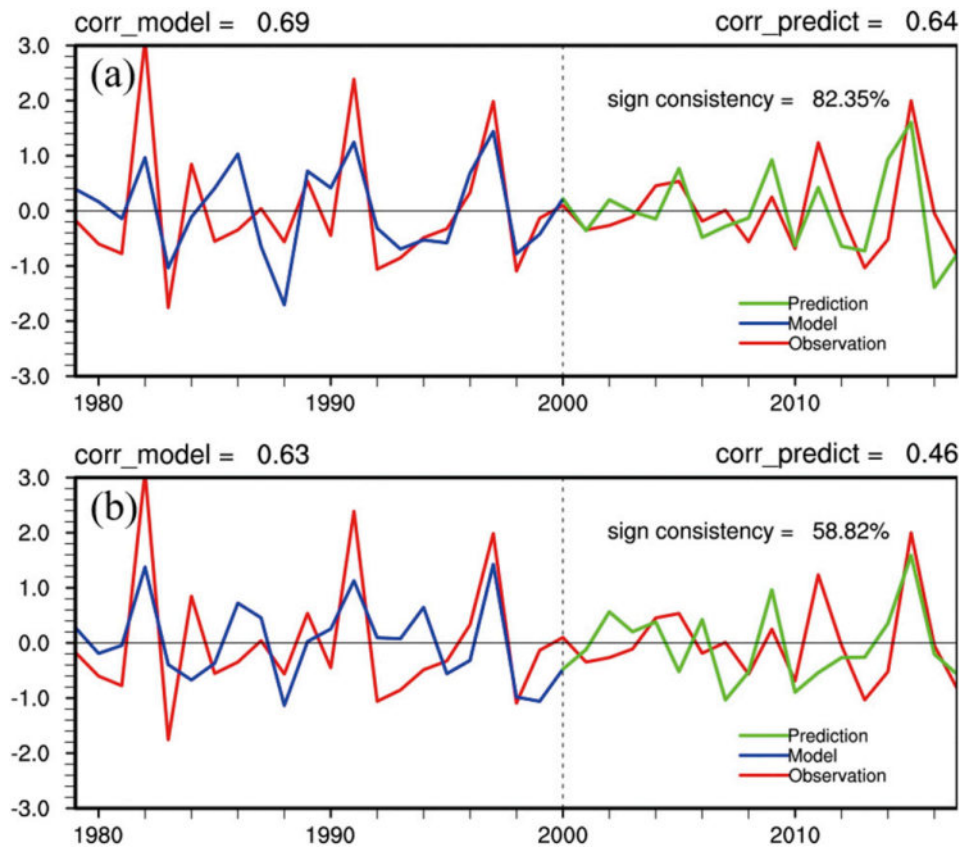 corr_model = 0.69 corr_predict = 0.64
3.0
(a)
sign consistency = 82.35%
2.0
1.0
0.0
-1.0
Prediction
Model
-2.0
Observation
-3.0
1980 1990 2000 2010
corr_model = 0.63 corr_predict = 0.46
3.0
(b)
sign consistency = 58.82%
2.0
1.0
0.0
-1.0
Prediction
Model
-2.0
Observation
-3.0
1980 1990 2000 2010